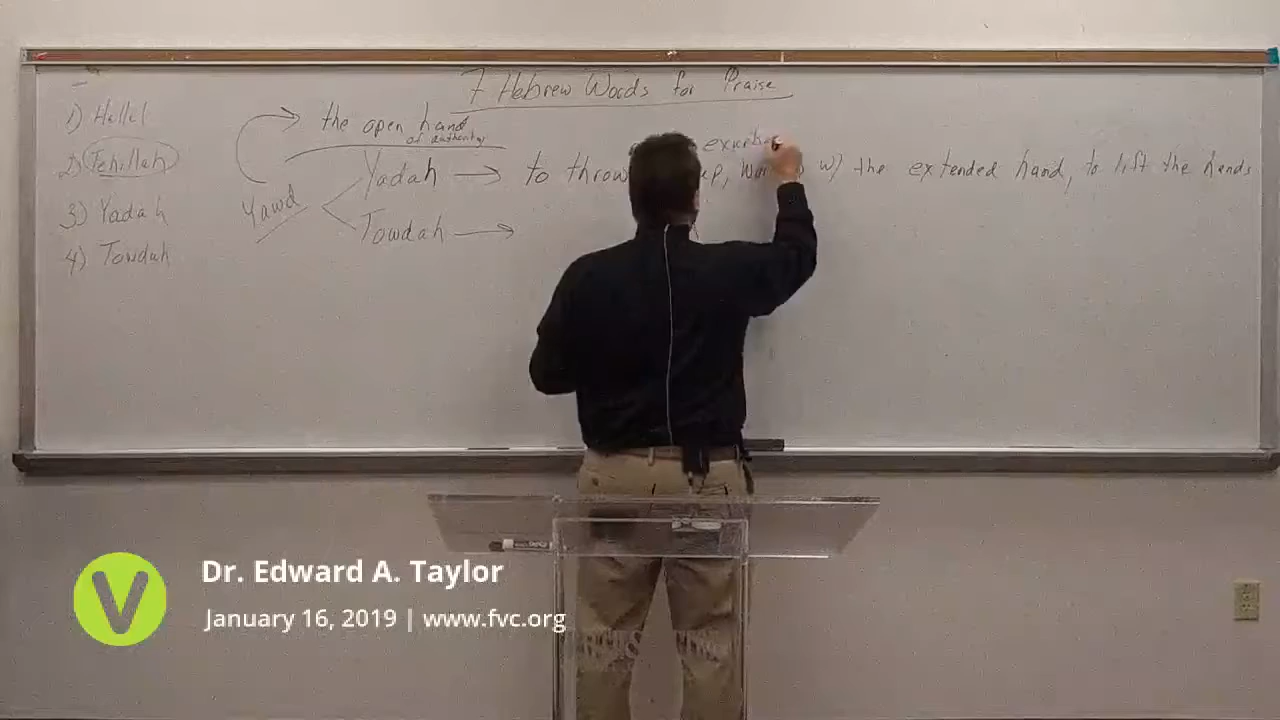 7 Hebrew Words for Praise
1) Hallel
2) Tehillah
3) Yadah
4) Towdah
the open hand
of authority
Yawd
Yadah → to throw up, w/ the extended hand, to lift the hands
Towdah →
Dr. Edward A. Taylor
January 16, 2019 | www.fvc.org
V